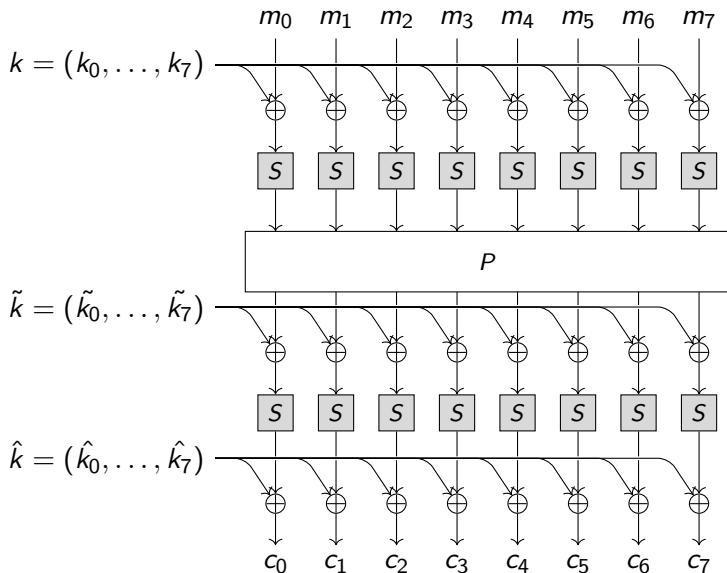 m₀ m₁ m₂ m₃ m₄ m₅ m₆ m₇
k = (k₀, . . . , k₇)
S S S S S S S S
P
k̃ = (k̃₀, . . . , k̃₇)
S S S S S S S S
k̂ = (k̂₀, . . . , k̂₇)
c₀ c₁ c₂ c₃ c₄ c₅ c₆ c₇